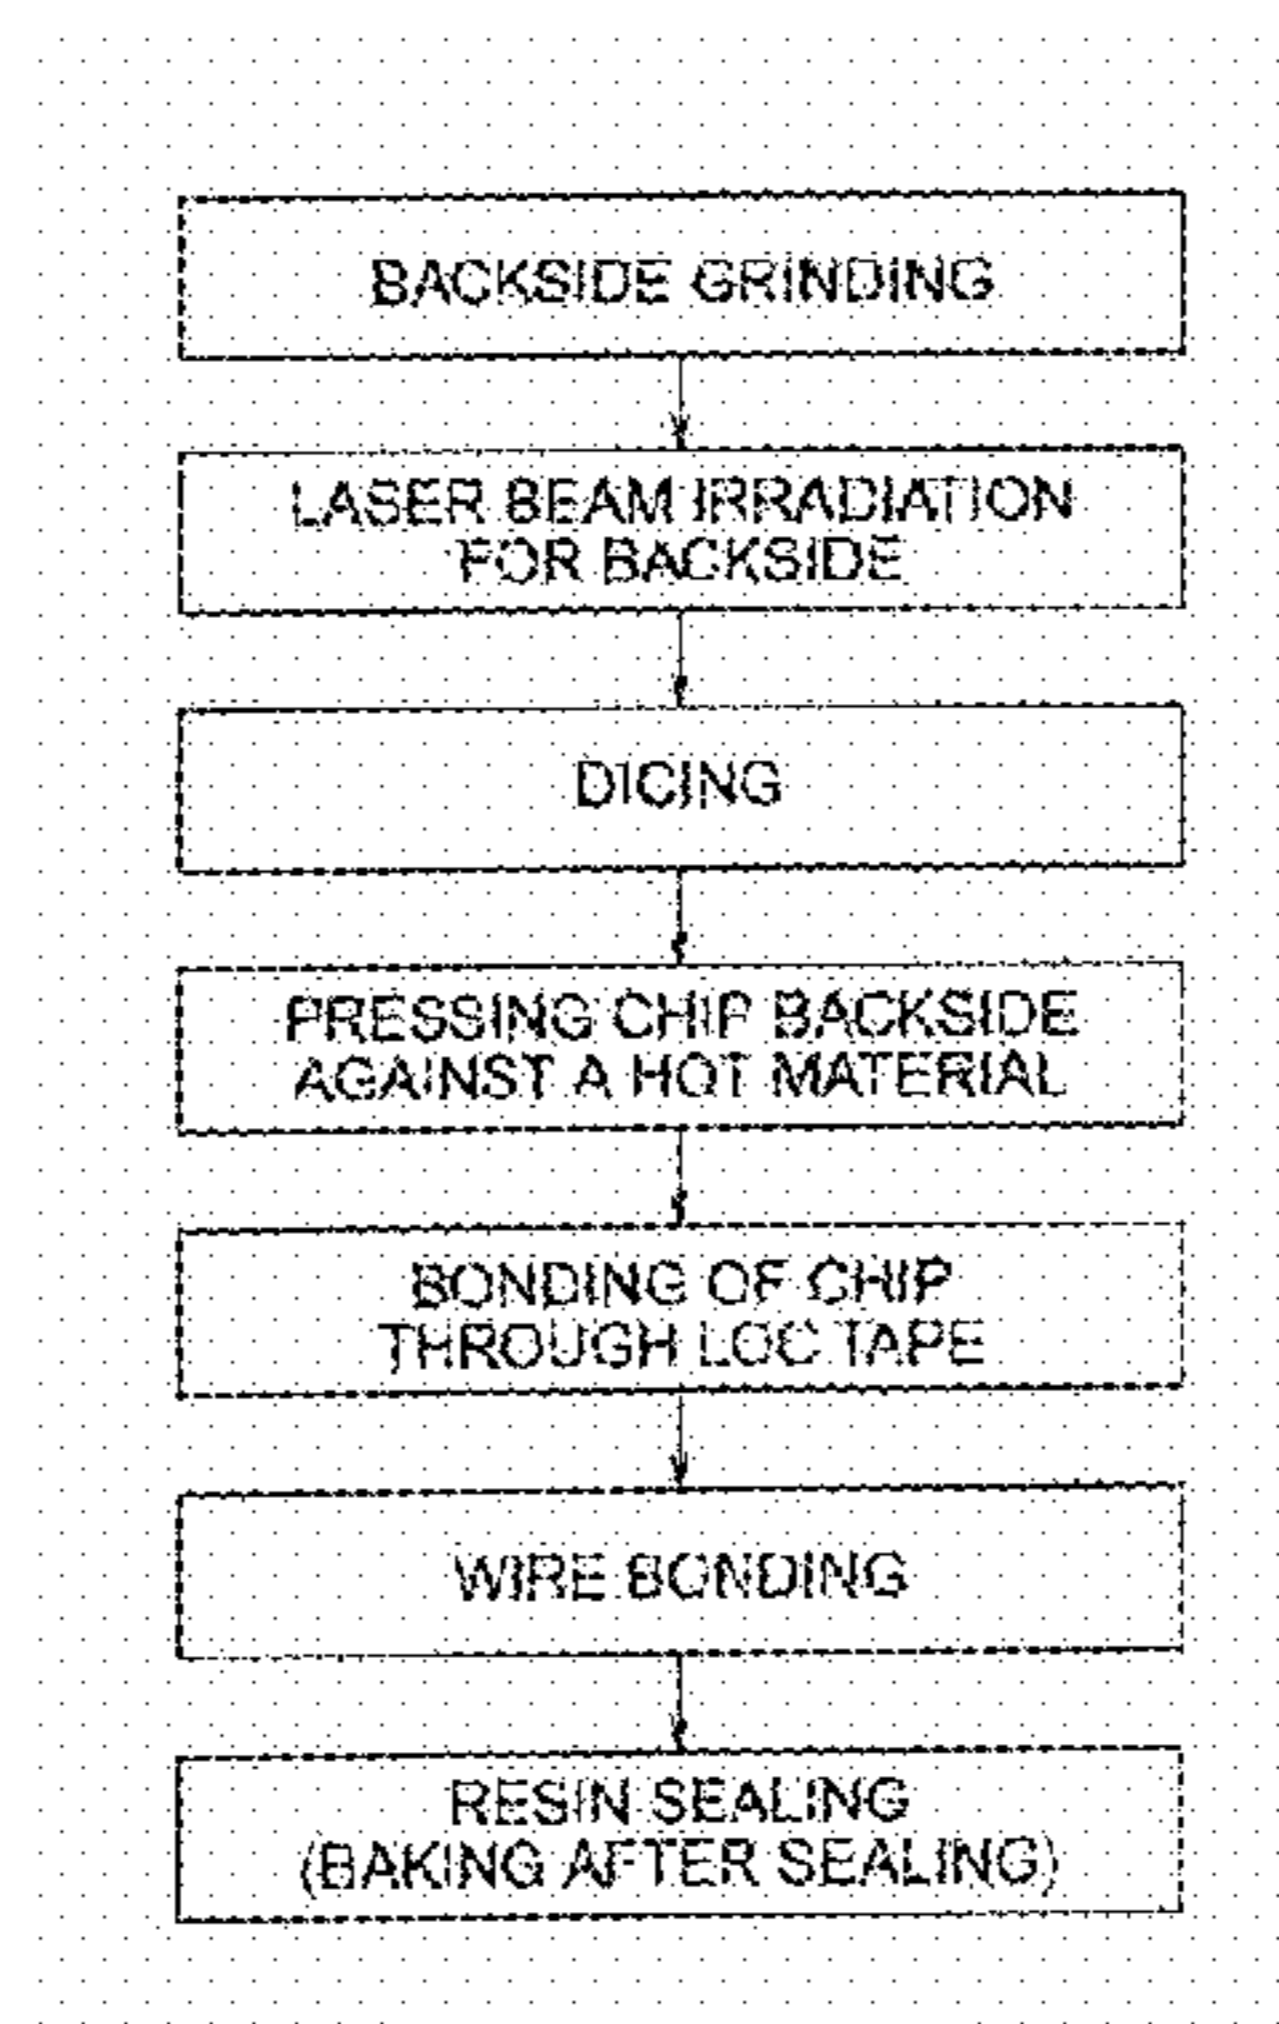 BACKSIDE GRINDING
LASER BEAM IRRADIATION
FOR BACKSIDE
DICING
PRESSING CHIP BACKSIDE
AGAINST A HOT MATERIAL
BONDING OF CHIP
THROUGH LOC TAPE
WIRE BONDING
RESIN SEALING
(BAKING AFTER SEALING)